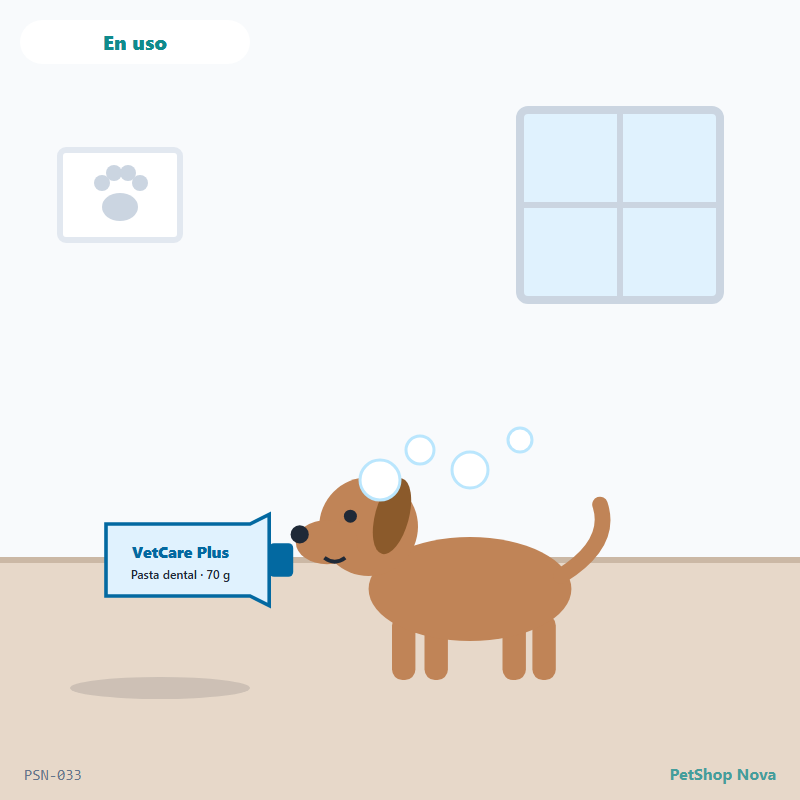 En uso
VetCare Plus
Pasta dental · 70 g
PSN-033
PetShop Nova